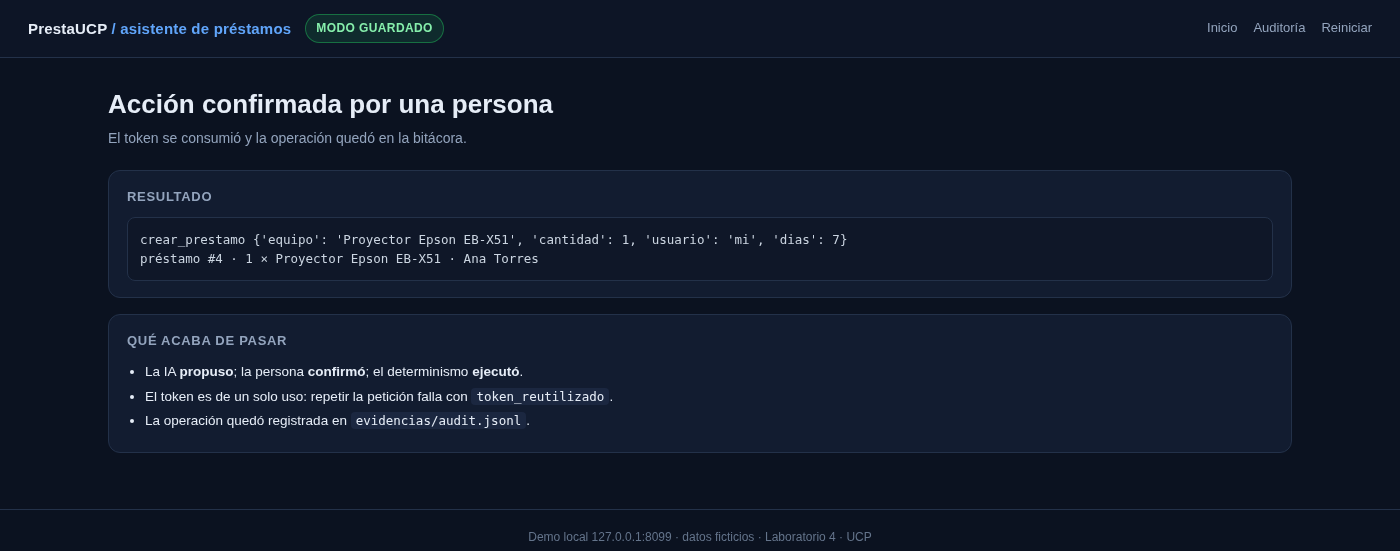 PrestaUCP / asistente de préstamos MODO GUARDADO Inicio Auditoría Reiniciar
Acción confirmada por una persona
El token se consumió y la operación quedó en la bitácora.
RESULTADO
crear_prestamo {'equipo': 'Proyector Epson EB-X51', 'cantidad': 1, 'usuario': 'mi', 'dias': 7}
préstamo #4 · 1 × Proyector Epson EB-X51 · Ana Torres
QUÉ ACABA DE PASAR
• La IA propuso; la persona confirmó; el determinismo ejecutó.
• El token es de un solo uso: repetir la petición falla con token_reutilizado.
• La operación quedó registrada en evidencias/audit.jsonl.
Demo local 127.0.0.1:8099 · datos ficticios · Laboratorio 4 · UCP